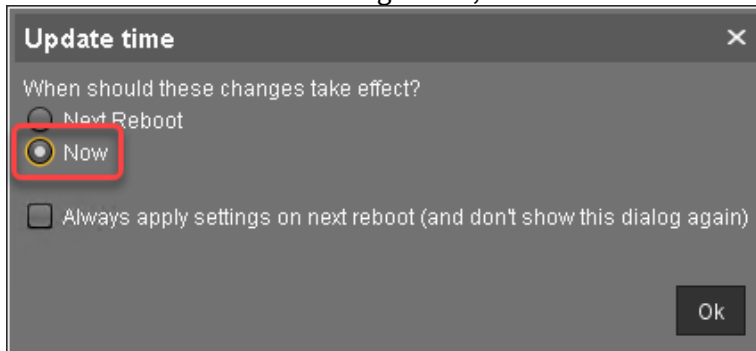 Update time
When should these changes take effect?
Next Reboot
Now
Always apply settings on next reboot (and don't show this dialog again)
Ok